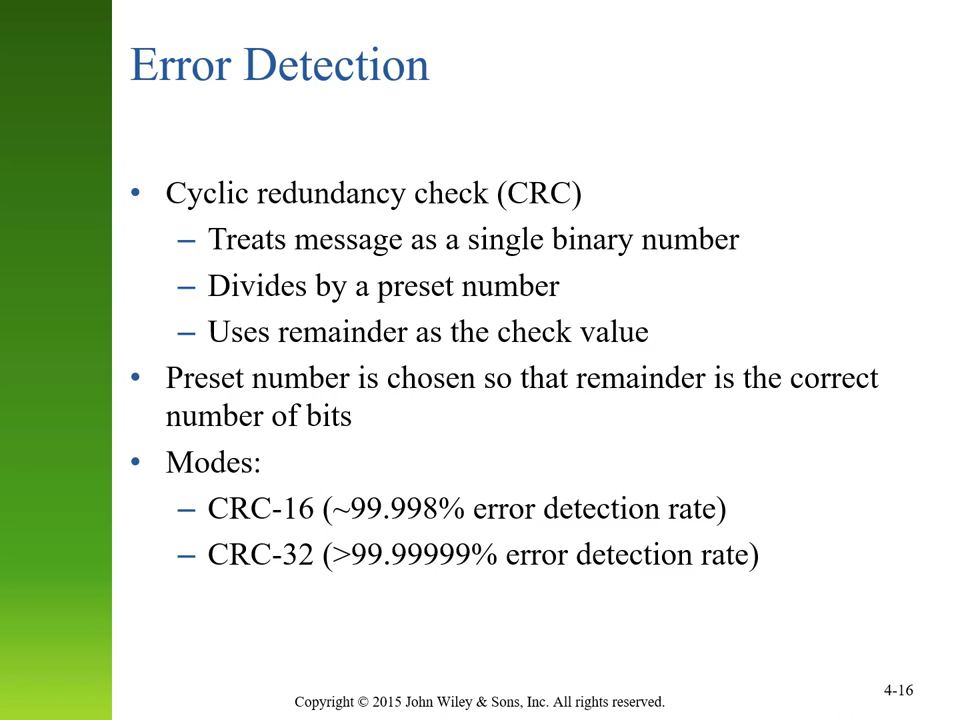 Error Detection
• Cyclic redundancy check (CRC)
– Treats message as a single binary number
– Divides by a preset number
– Uses remainder as the check value
• Preset number is chosen so that remainder is the correct
number of bits
• Modes:
– CRC-16 (~99.998% error detection rate)
– CRC-32 (>99.99999% error detection rate)
4-16
Copyright © 2015 John Wiley & Sons, Inc. All rights reserved.